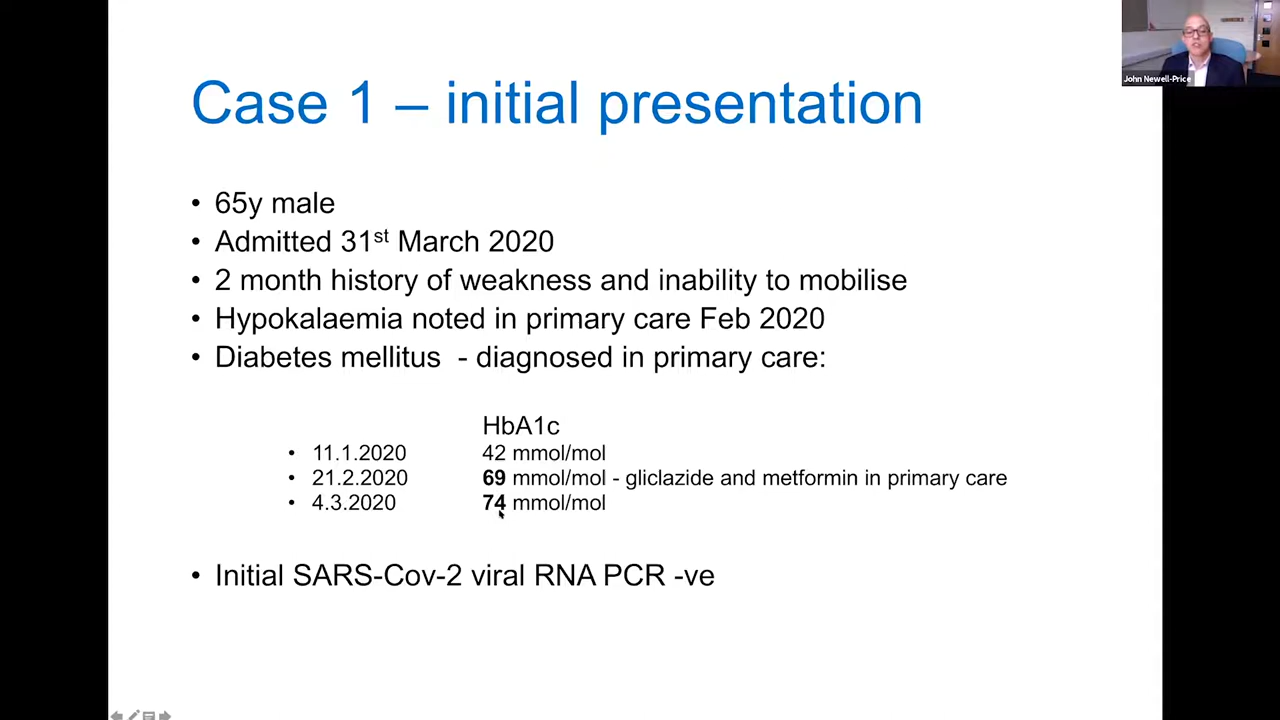 John Newell-Price
Case 1 – initial presentation
• 65y male
• Admitted 31st March 2020
• 2 month history of weakness and inability to mobilise
• Hypokalaemia noted in primary care Feb 2020
• Diabetes mellitus - diagnosed in primary care:
HbA1c
• 11.1.2020 42 mmol/mol
• 21.2.2020 69 mmol/mol - gliclazide and metformin in primary care
• 4.3.2020 74 mmol/mol
• Initial SARS-Cov-2 viral RNA PCR -ve